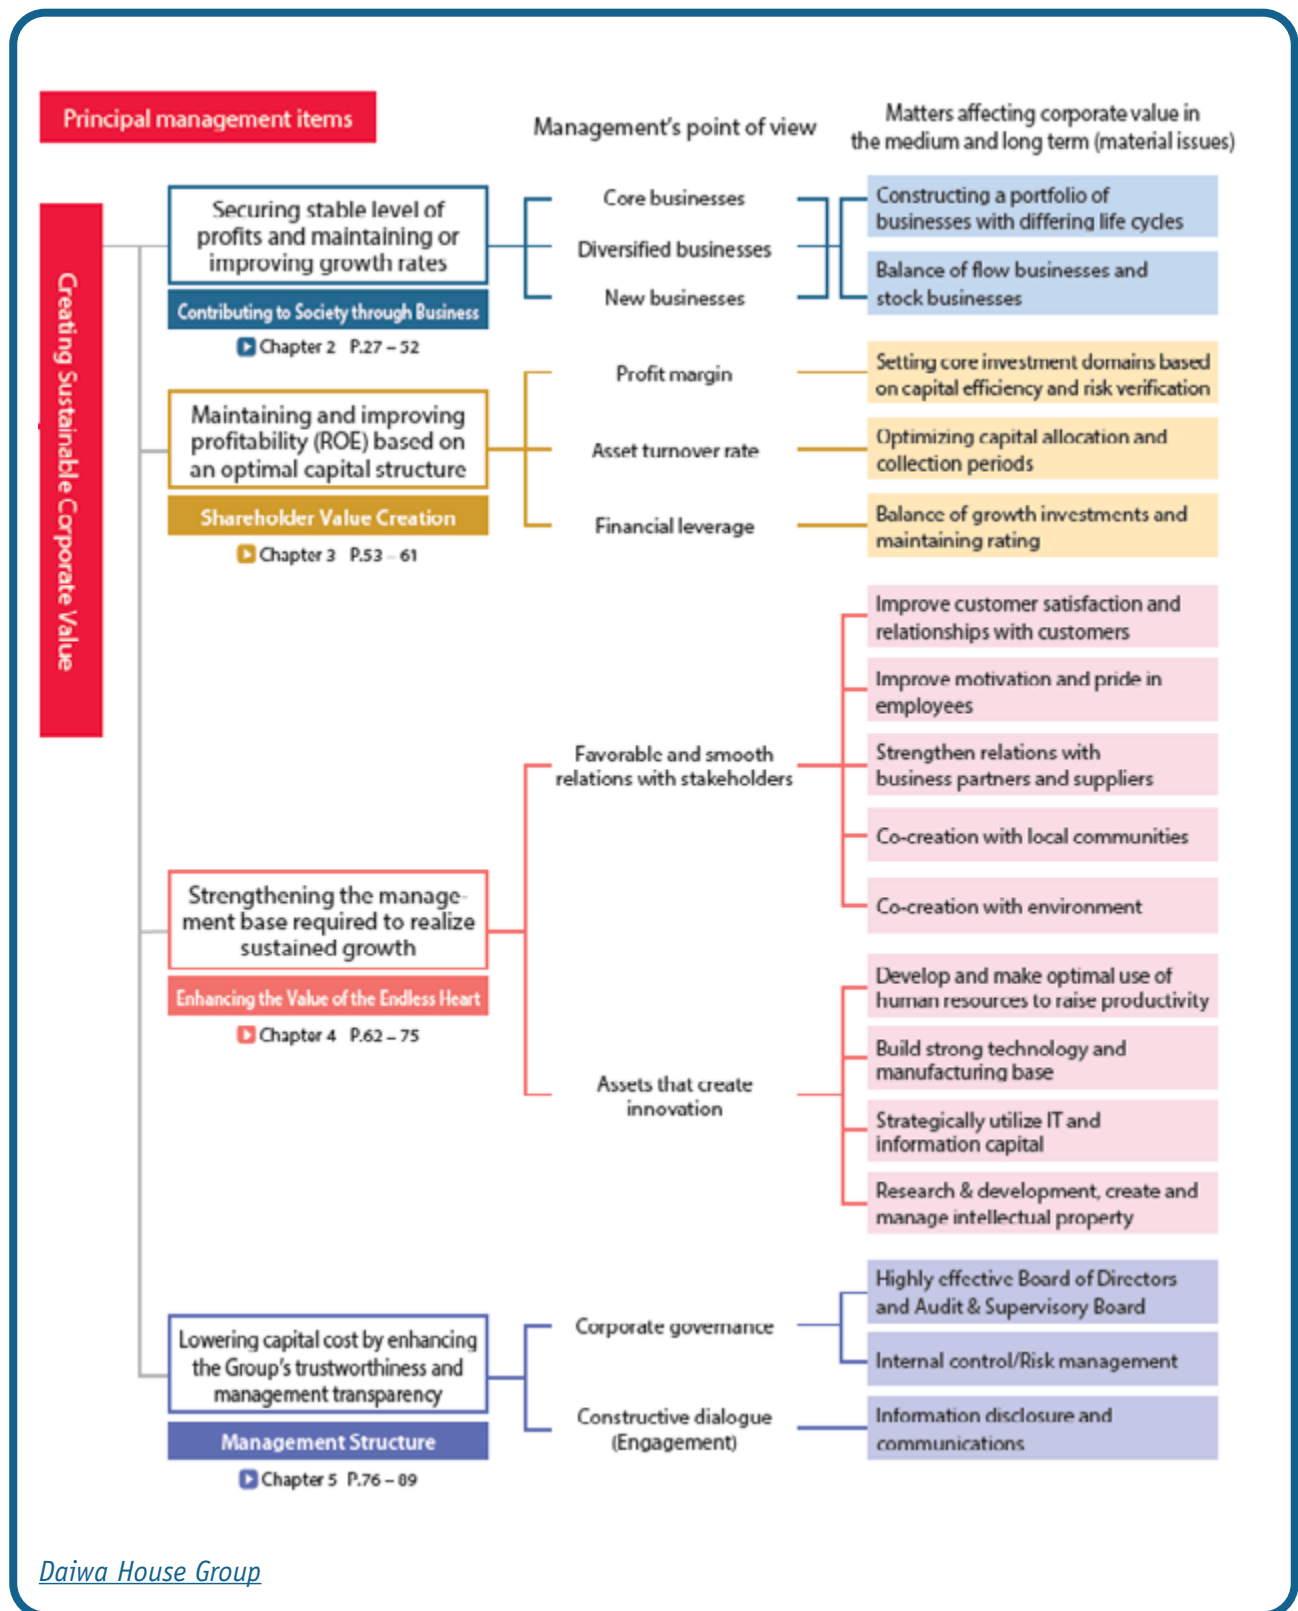 Principal management items
Management's point of view
Matters affecting corporate value in
the medium and long term (material issues)
Creating Sustainable Corporate Value
Securing stable level of
profits and maintaining or
improving growth rates
Contributing to Society through Business
Chapter 2 P.27 – 52
Core businesses
Diversified businesses
New businesses
Constructing a portfolio of
businesses with differing life cycles
Balance of flow businesses and
stock businesses
Maintaining and improving
profitability (ROE) based on
an optimal capital structure
Shareholder Value Creation
Chapter 3 P.53 – 61
Profit margin
Asset turnover rate
Financial leverage
Setting core investment domains based
on capital efficiency and risk verification
Optimizing capital allocation and
collection periods
Balance of growth investments and
maintaining rating
Strengthening the manage-
ment base required to realize
sustained growth
Enhancing the Value of the Endless Heart
Chapter 4 P.62 – 75
Favorable and smooth
relations with stakeholders
Improve customer satisfaction and
relationships with customers
Improve motivation and pride in
employees
Strengthen relations with
business partners and suppliers
Co-creation with local communities
Co-creation with environment
Assets that create
innovation
Develop and make optimal use of
human resources to raise productivity
Build strong technology and
manufacturing base
Strategically utilize IT and
information capital
Research & development, create and
manage intellectual property
Lowering capital cost by enhancing
the Group's trustworthiness and
management transparency
Management Structure
Chapter 5 P.76 – 89
Corporate governance
Constructive dialogue
(Engagement)
Highly effective Board of Directors
and Audit & Supervisory Board
Internal control/Risk management
Information disclosure and
communications
Daiwa House Group